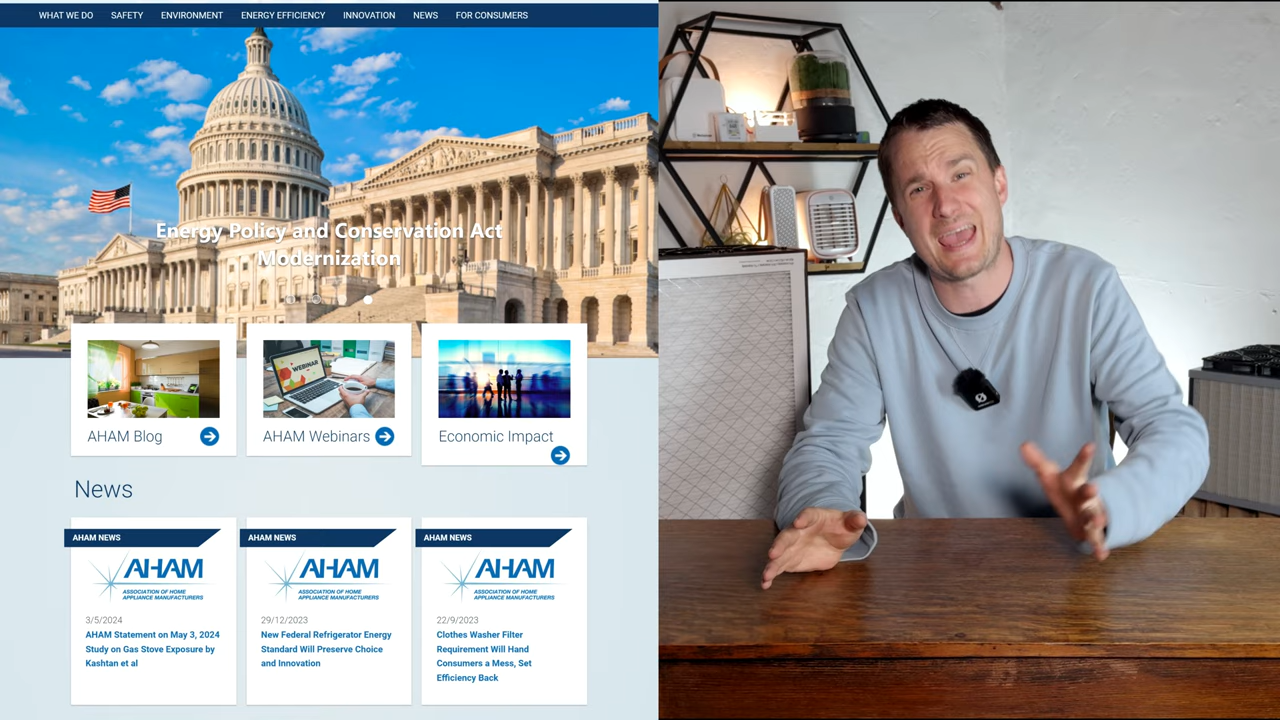 WHAT WE DO SAFETY ENVIRONMENT ENERGY EFFICIENCY INNOVATION NEWS FOR CONSUMERS
Energy Policy and Conservation Act
Modernization
WEBINAR
AHAM Blog
AHAM Webinars
Economic Impact
News
AHAM NEWS
AHAM
ASSOCIATION OF HOME
APPLIANCE MANUFACTURERS
3/5/2024
AHAM Statement on May 3, 2024
Study on Gas Stove Exposure by
Kashtan et al
AHAM NEWS
AHAM
ASSOCIATION OF HOME
APPLIANCE MANUFACTURERS
29/12/2023
New Federal Refrigerator Energy
Standard Will Preserve Choice
and Innovation
AHAM NEWS
AHAM
ASSOCIATION OF HOME
APPLIANCE MANUFACTURERS
22/9/2023
Clothes Washer Filter
Requirement Will Hand
Consumers a Mess, Set
Efficiency Back